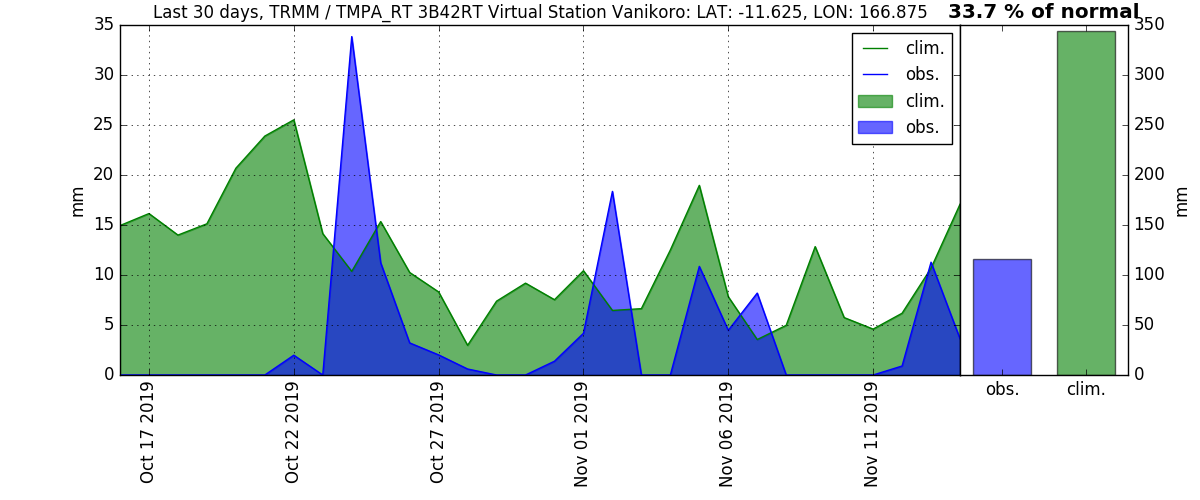 Last 30 days, TRMM / TMPA_RT 3B42RT Virtual Station Vanikoro: LAT: -11.625, LON: 166.875
33.7 % of normal
35
30
25
20
15
10
5
0
mm
clim.
obs.
clim.
obs.
350
300
250
200
150
100
50
0
mm
obs.
clim.
Oct 17 2019
Oct 22 2019
Oct 27 2019
Nov 01 2019
Nov 06 2019
Nov 11 2019